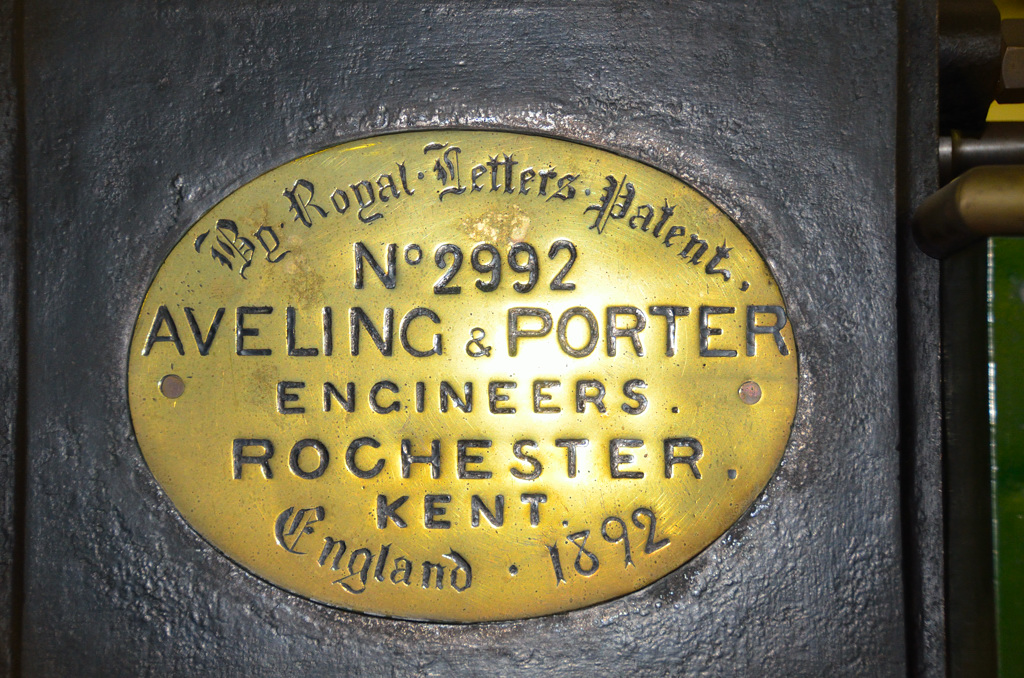 By · Royal · Letters · Patent.
No 2992
AVELING & PORTER
ENGINEERS.
ROCHESTER.
KENT.
England · 1892